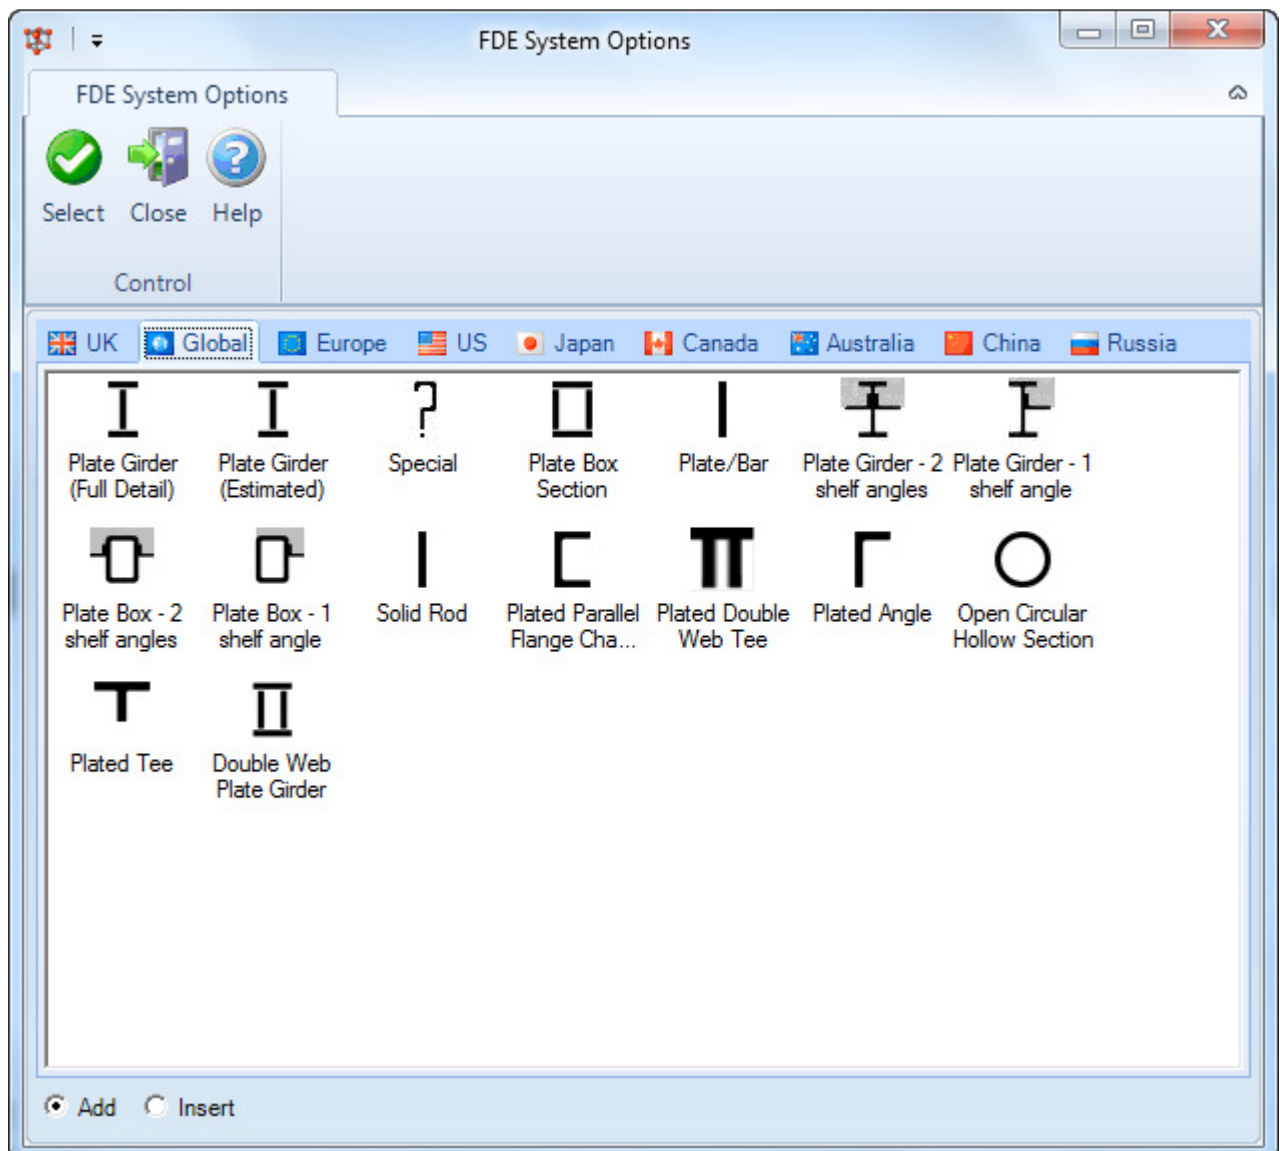 FDE System Options
FDE System Options
Select Close Help
Control
UK Global Europe US Japan Canada Australia China Russia
Plate Girder (Full Detail)
Plate Girder (Estimated)
Special
Plate Box Section
Plate/Bar
Plate Girder - 2 shelf angles
Plate Girder - 1 shelf angle
Plate Box - 2 shelf angles
Plate Box - 1 shelf angle
Solid Rod
Plated Parallel Flange Cha...
Plated Double Web Tee
Plated Angle
Open Circular Hollow Section
Plated Tee
Double Web Plate Girder
Add Insert